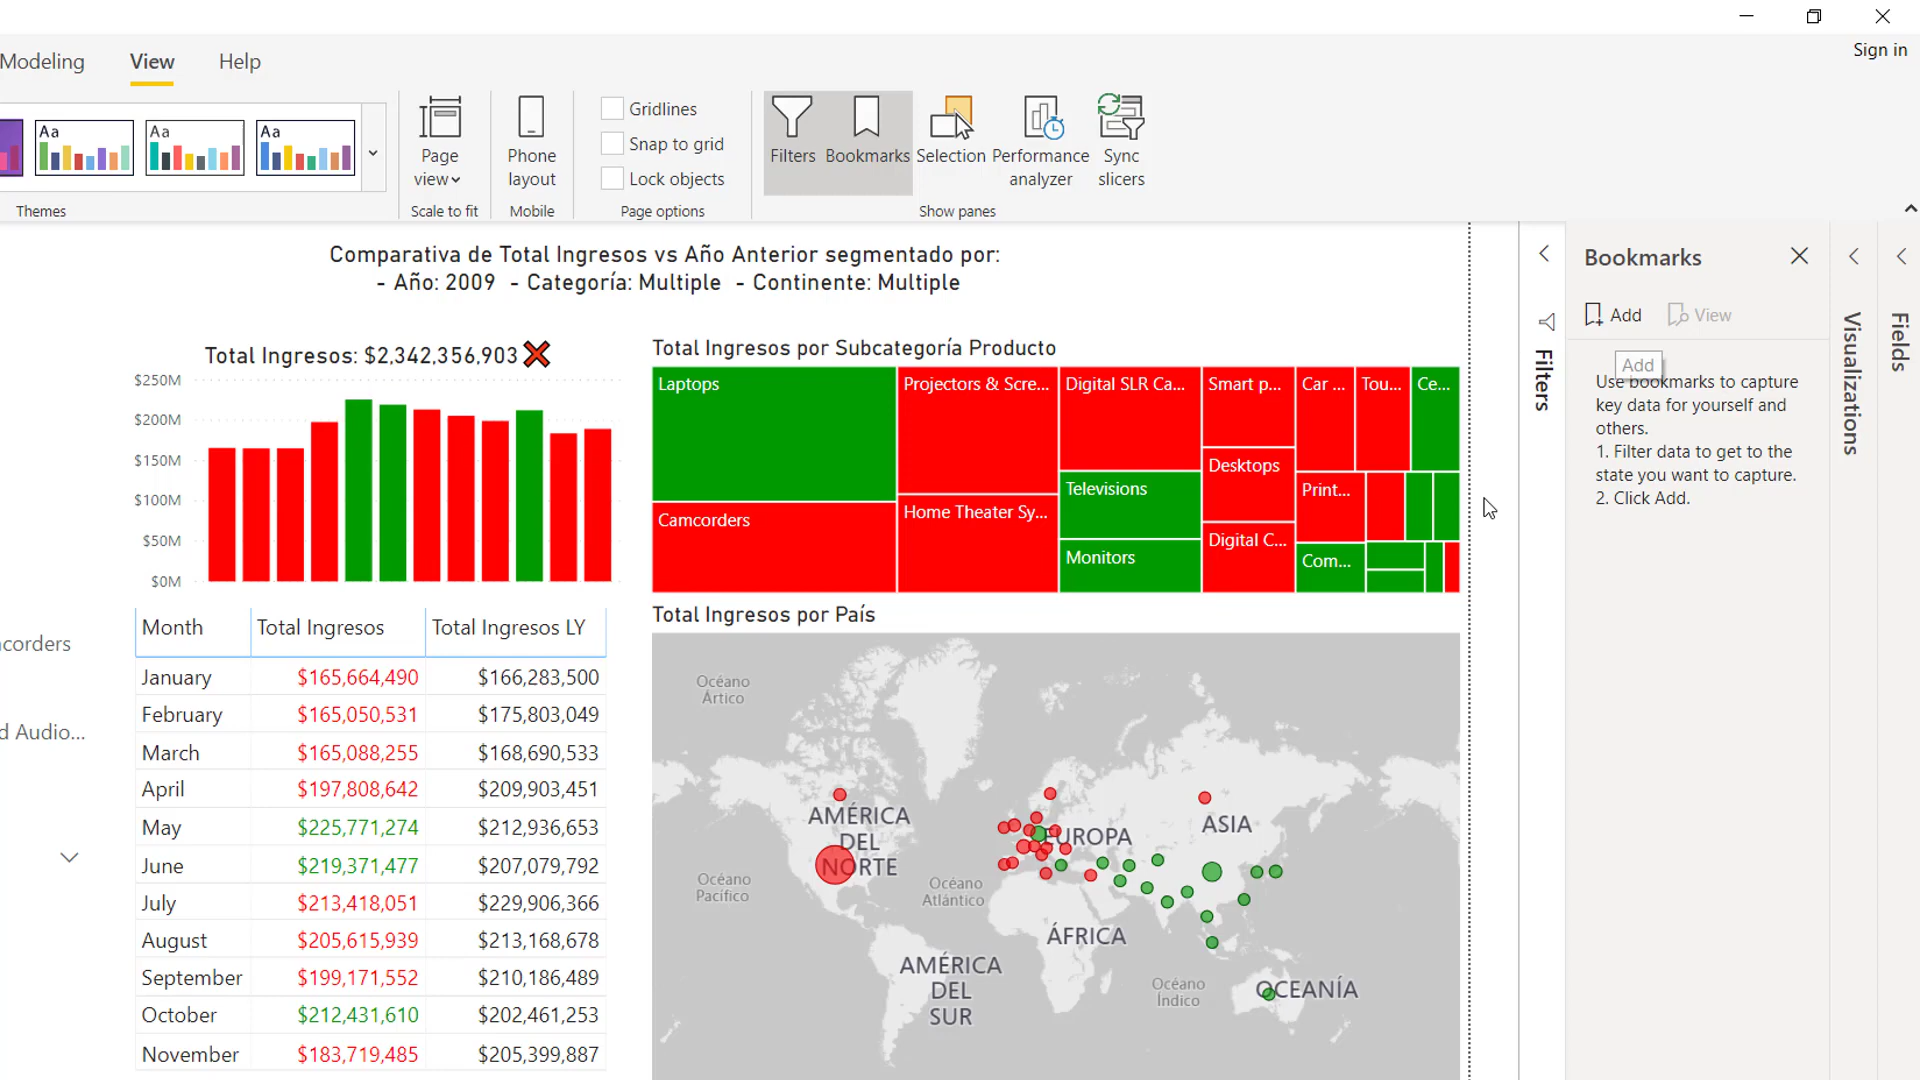 Sign in
Modeling
View
Help
Aa
Aa
Aa
Page view
Phone layout
Gridlines
Snap to grid
Lock objects
Filters
Bookmarks
Selection
Performance analyzer
Sync slicers
Themes
Scale to fit
Mobile
Page options
Show panes
Comparativa de Total Ingresos vs Año Anterior segmentado por:
- Año: 2009 - Categoría: Multiple - Continente: Multiple
Total Ingresos: $2,342,356,903
$250M
$200M
$150M
$100M
$50M
$0M
Month Total Ingresos Total Ingresos LY
January $165,664,490 $166,283,500
February $165,050,531 $175,803,049
March $165,088,255 $168,690,533
April $197,808,642 $209,903,451
May $225,771,274 $212,936,653
June $219,371,477 $207,079,792
July $213,418,051 $229,906,366
August $205,615,939 $213,168,678
September $199,171,552 $210,186,489
October $212,431,610 $202,461,253
November $183,719,485 $205,399,887
corders
d Audio...
Total Ingresos por Subcategoría Producto
Laptops
Camcorders
Projectors & Scre...
Home Theater Sy...
Digital SLR Ca...
Televisions
Monitors
Smart p...
Desktops
Digital C...
Car ...
Tou...
Ce...
Print...
Com...
Total Ingresos por País
Océano
Ártico
AMÉRICA
DEL
NORTE
EUROPA
ASIA
Océano
Pacífico
Océano
Atlántico
ÁFRICA
AMÉRICA
DEL
SUR
Océano
Índico
OCEANÍA
Filters
Bookmarks
Add
View
Add
Use bookmarks to capture
key data for yourself and
others.
1. Filter data to get to the
state you want to capture.
2. Click Add.
Visualizations
Fields